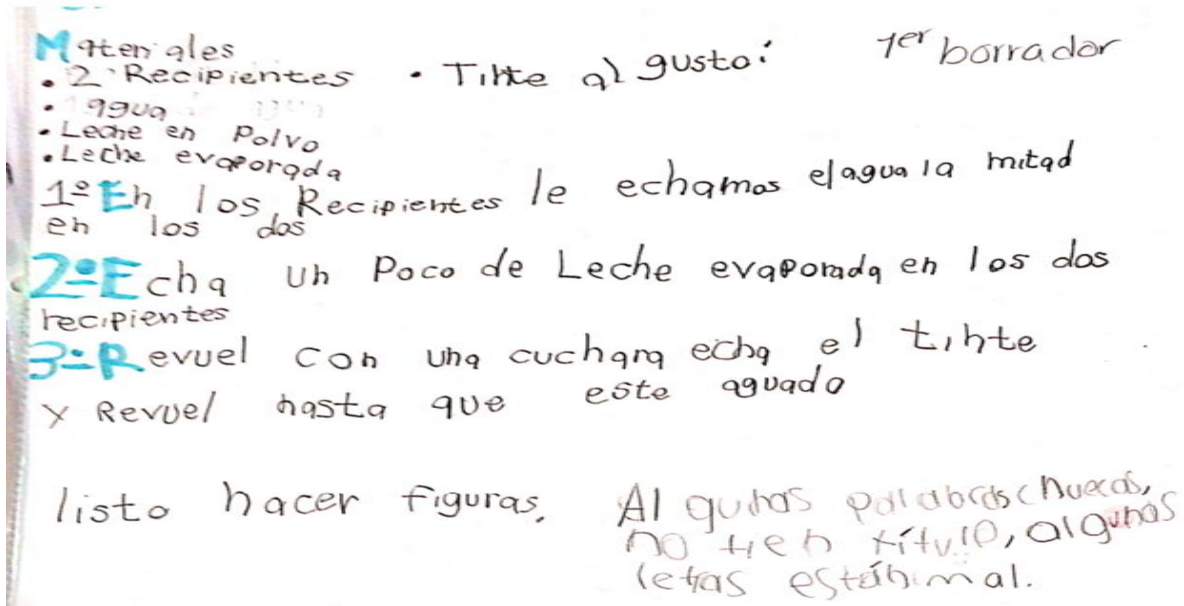 Materiales
• 2 Recipientes • Tinte al gusto: 1er borrador
• 1 agua
• Leche en Polvo
• Leche evaporada
1º En los Recipientes le echamos el agua la mitad
en los dos
2º Echa un Poco de Leche evaporada en los dos
recipientes
3º Revuel con una cuchara echa el tinte
y Revuel hasta que este aguado
listo hacer figuras.
Algunas palabras chuecas,
no tien título, algunas
letras están mal.